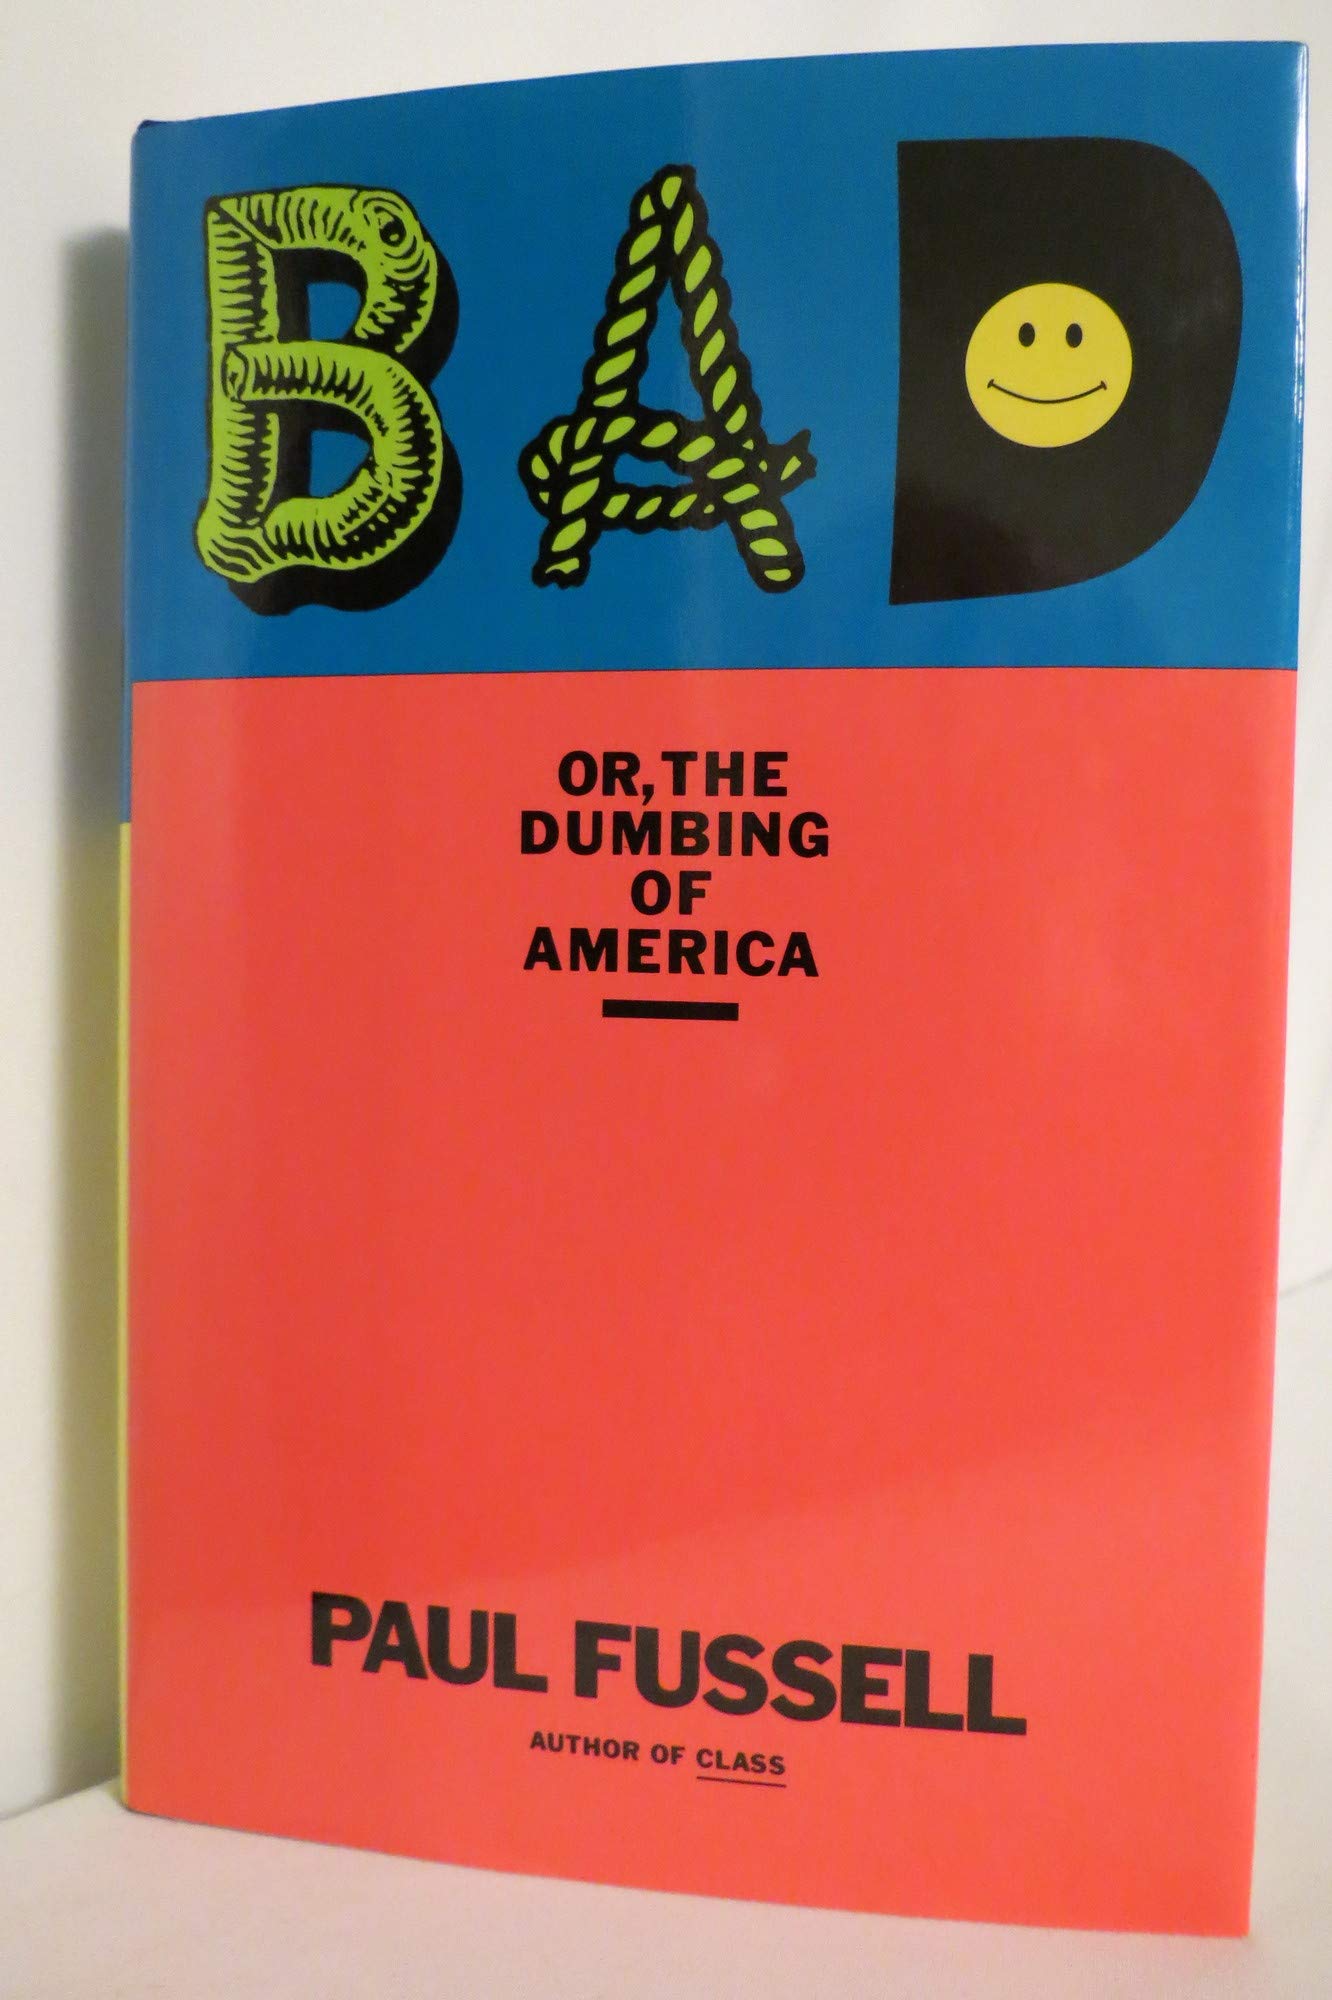 BAD
OR, THE
DUMBING
OF
AMERICA
PAUL FUSSELL
AUTHOR OF CLASS